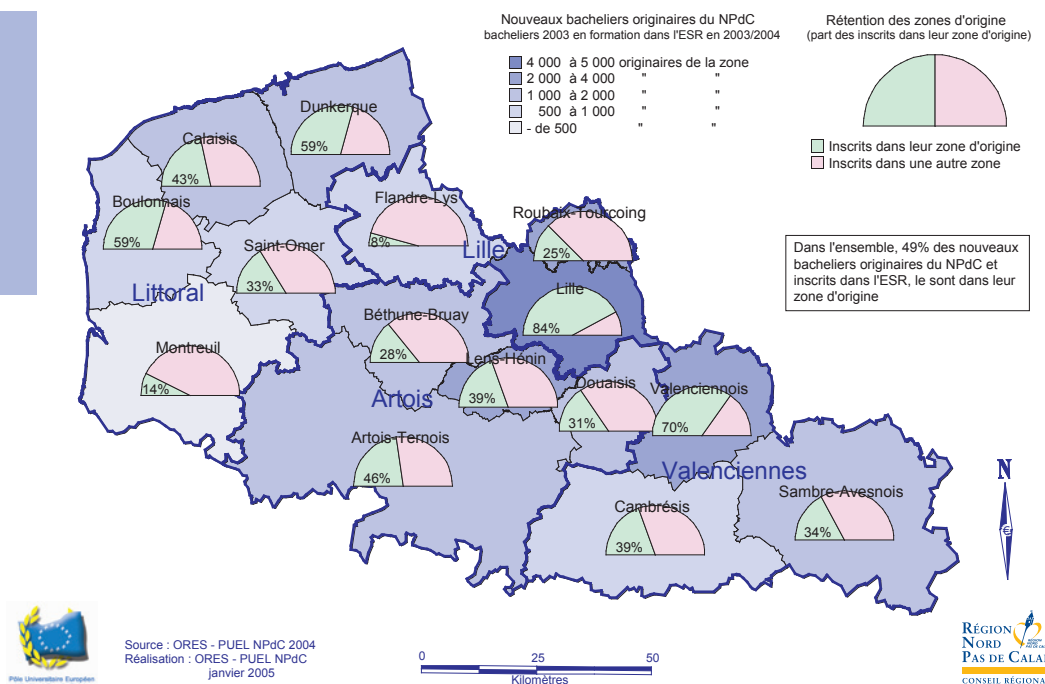 Nouveaux bacheliers originaires du NPdC
bacheliers 2003 en formation dans l'ESR en 2003/2004
4 000 à 5 000 originaires de la zone
2 000 à 4 000 " "
1 000 à 2 000 " "
500 à 1 000 " "
- de 500 " "
Rétention des zones d'origine
(part des inscrits dans leur zone d'origine)
Inscrits dans leur zone d'origine
Inscrits dans une autre zone
Dans l'ensemble, 49% des nouveaux
bacheliers originaires du NPdC et
inscrits dans l'ESR, le sont dans leur
zone d'origine
Dunkerque
59%
Calaisis
43%
Boulonnais
59%
Flandre-Lys
8%
Roubaix-Tourcoing
25%
Saint-Omer
33%
Lille
Littoral
Lille
84%
Béthune-Bruay
28%
Montreuil
14%
Lens-Hénin
39%
Artois
Douaisis
31%
Valenciennois
70%
Artois-Ternois
46%
Valenciennes
Cambrésis
39%
Sambre-Avesnois
34%
N
€
Source : ORES - PUEL NPdC 2004
Réalisation : ORES - PUEL NPdC
janvier 2005
0 25 50
Kilomètres
Pôle Universitaire Européen
RÉGION
NORD
PAS DE CALA
CONSEIL RÉGIONA